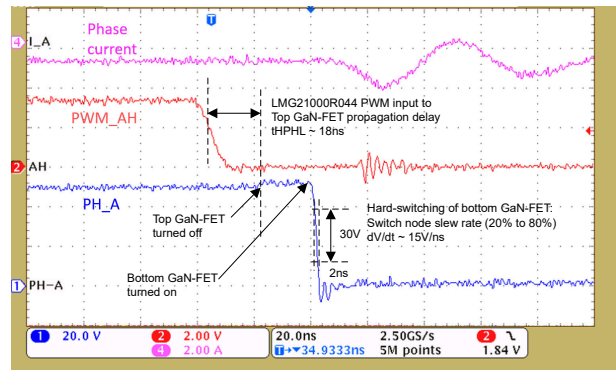 T
4 I_A
Phase
current
LMG21000R044 PWM input to
Top GaN-FET propagation delay
tHPHL ~ 18ns
PWM_AH
2 AH
PH_A
Top GaN-FET
turned off
Hard-switching of bottom GaN-FET:
Switch node slew rate (20% to 80%)
dV/dt ~ 15V/ns
30V
2ns
Bottom GaN-FET
turned on
1 PH-A
1 20.0 V 2 2.00 V 20.0ns 2.50GS/s 2
4 2.00 A T→▼34.9333ns 5M points 1.84 V